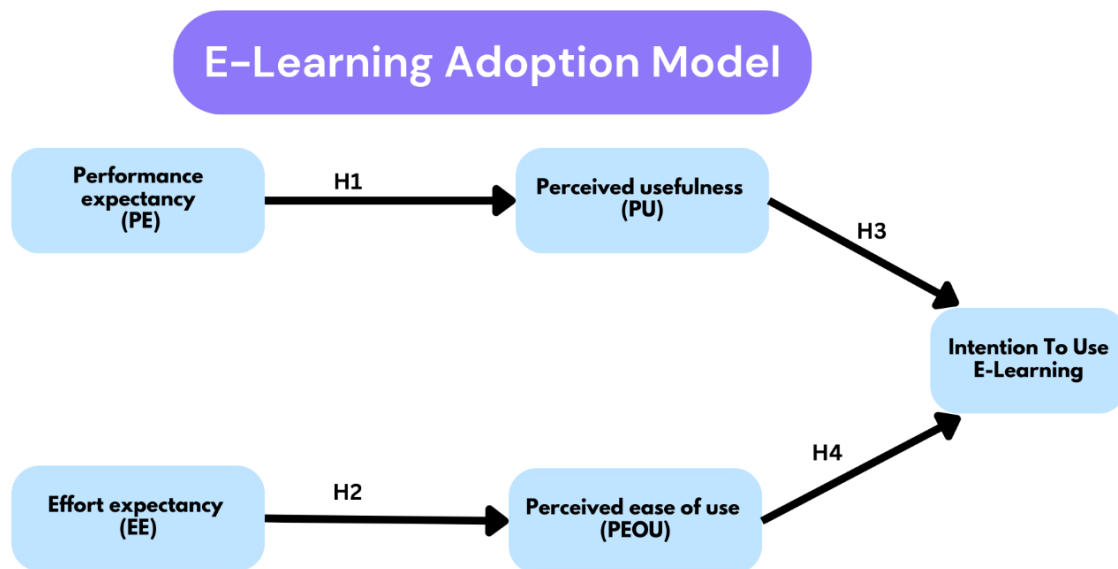 E-Learning Adoption Model
Performance
expectancy
(PE)
H1
Perceived usefulness
(PU)
H3
Intention To Use
E-Learning
Effort expectancy
(EE)
H2
Perceived ease of use
(PEOU)
H4